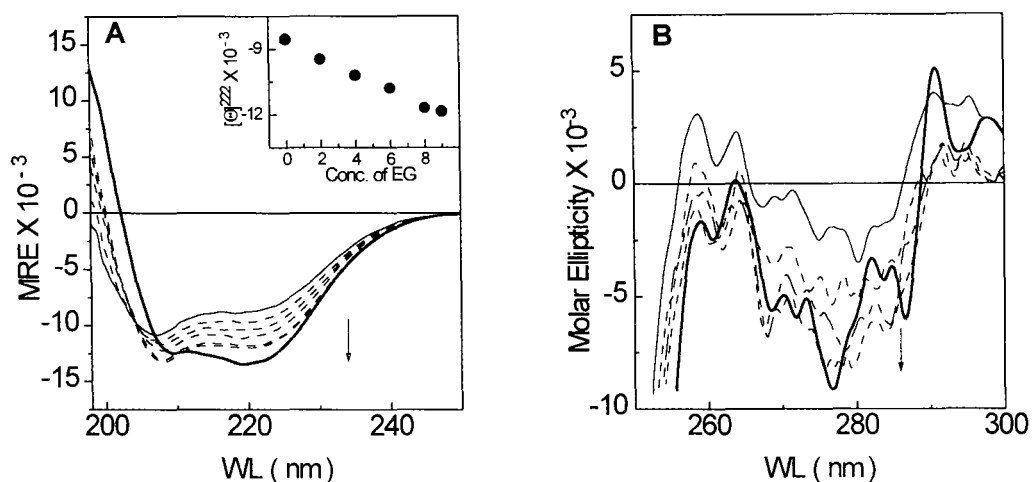 A
15
10
5
0
-5
-10
-15
MRE X 10⁻³
200 220 240
WL ( nm)
[Θ]²²² X 10⁻³
-9
-12
0 2 4 6 8
Conc. of EG
B
5
0
-5
-10
Molar Ellipticity X 10⁻³
260 280 300
WL ( nm)